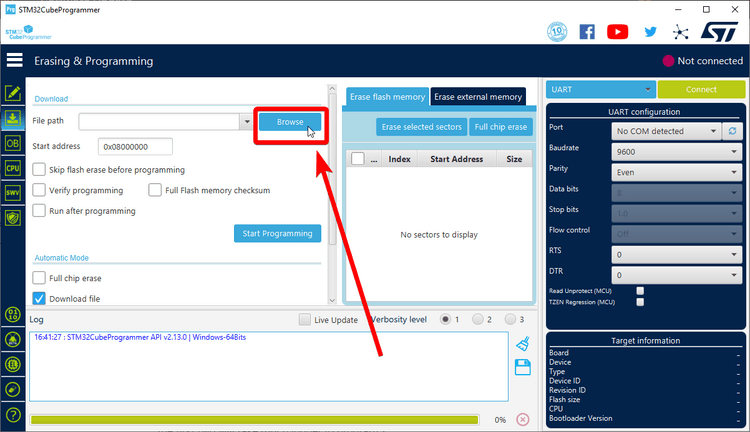 Prg STM32CubeProgrammer
STM32
CubeProgrammer
10
ST
Erasing & Programming
Not connected
OB
CPU
SWV
Download
File path
Browse
Start address 0x08000000
Skip flash erase before programming
Verify programming Full Flash memory checksum
Run after programming
Start Programming
Automatic Mode
Full chip erase
Download file
Erase flash memory Erase external memory
Erase selected sectors Full chip erase
... Index Start Address Size
No sectors to display
UART Connect
UART configuration
Port No COM detected
Baudrate 9600
Parity Even
Data bits 8
Stop bits 1.0
Flow control Off
RTS 0
DTR 0
Read Unprotect (MCU)
TZEN Regression (MCU)
Log Live Update Verbosity level 1 2 3
16:41:27 : STM32CubeProgrammer API v2.13.0 | Windows-64Bits
0%
Target information
Board -
Device -
Type -
Device ID -
Revision ID -
Flash size -
CPU -
Bootloader Version -